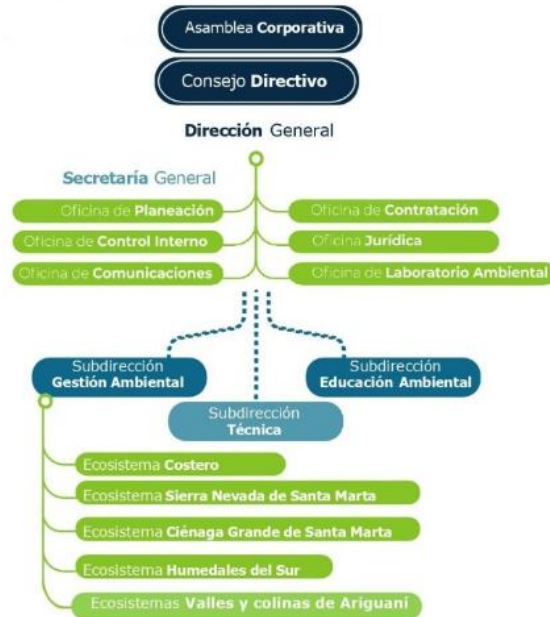 Asamblea Corporativa
Consejo Directivo
Dirección General
Secretaría General
Oficina de Planeación
Oficina de Contratación
Oficina de Control Interno
Oficina Jurídica
Oficina de Comunicaciones
Oficina de Laboratorio Ambiental
Subdirección
Gestión Ambiental
Subdirección
Educación Ambiental
Subdirección
Técnica
Ecosistema Costero
Ecosistema Sierra Nevada de Santa Marta
Ecosistema Ciénaga Grande de Santa Marta
Ecosistema Humedales del Sur
Ecosistemas Valles y colinas de Ariguaní